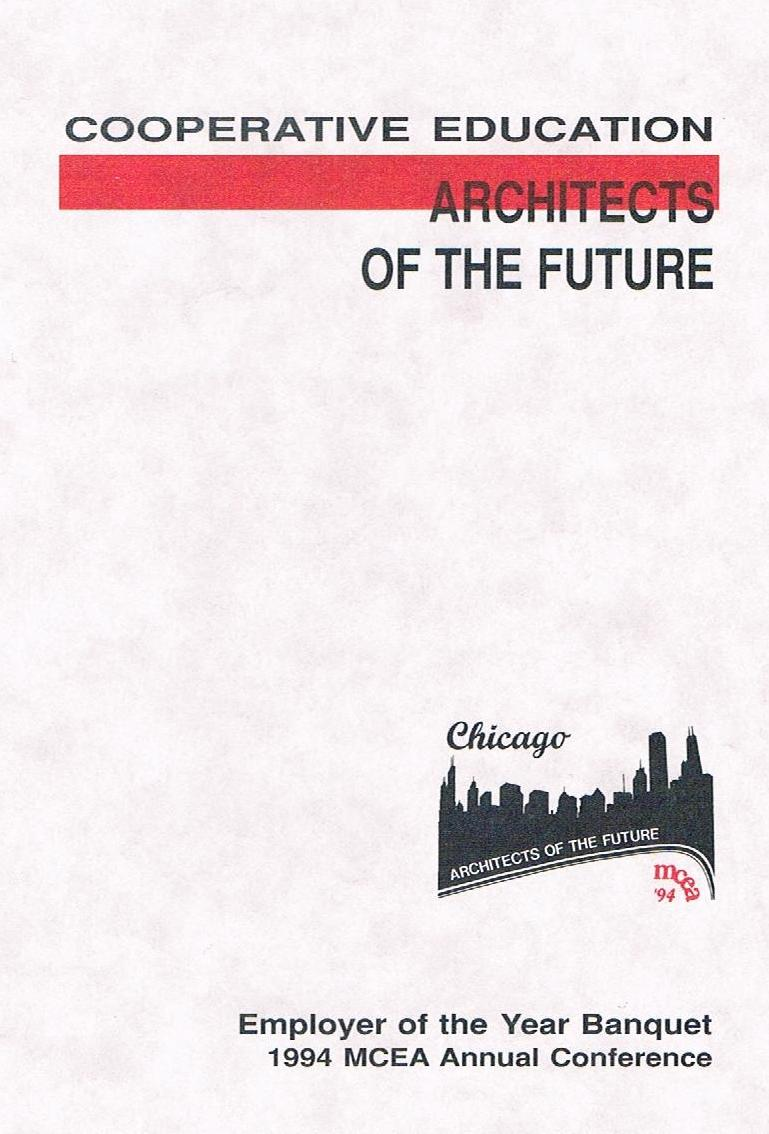 COOPERATIVE EDUCATION
ARCHITECTS
OF THE FUTURE
Chicago
ARCHITECTS OF THE FUTURE
mcea
'94
Employer of the Year Banquet
1994 MCEA Annual Conference